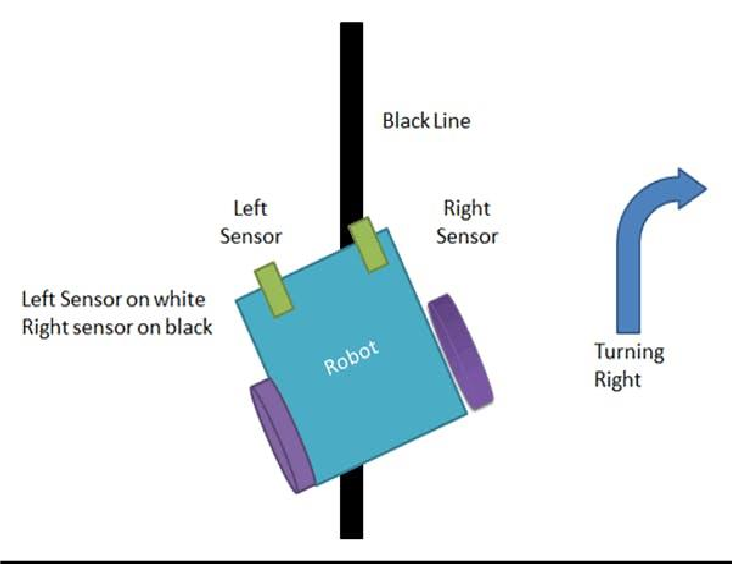 Black Line
Left
Sensor
Right
Sensor
Left Sensor on white
Right sensor on black
Robot
Turning
Right